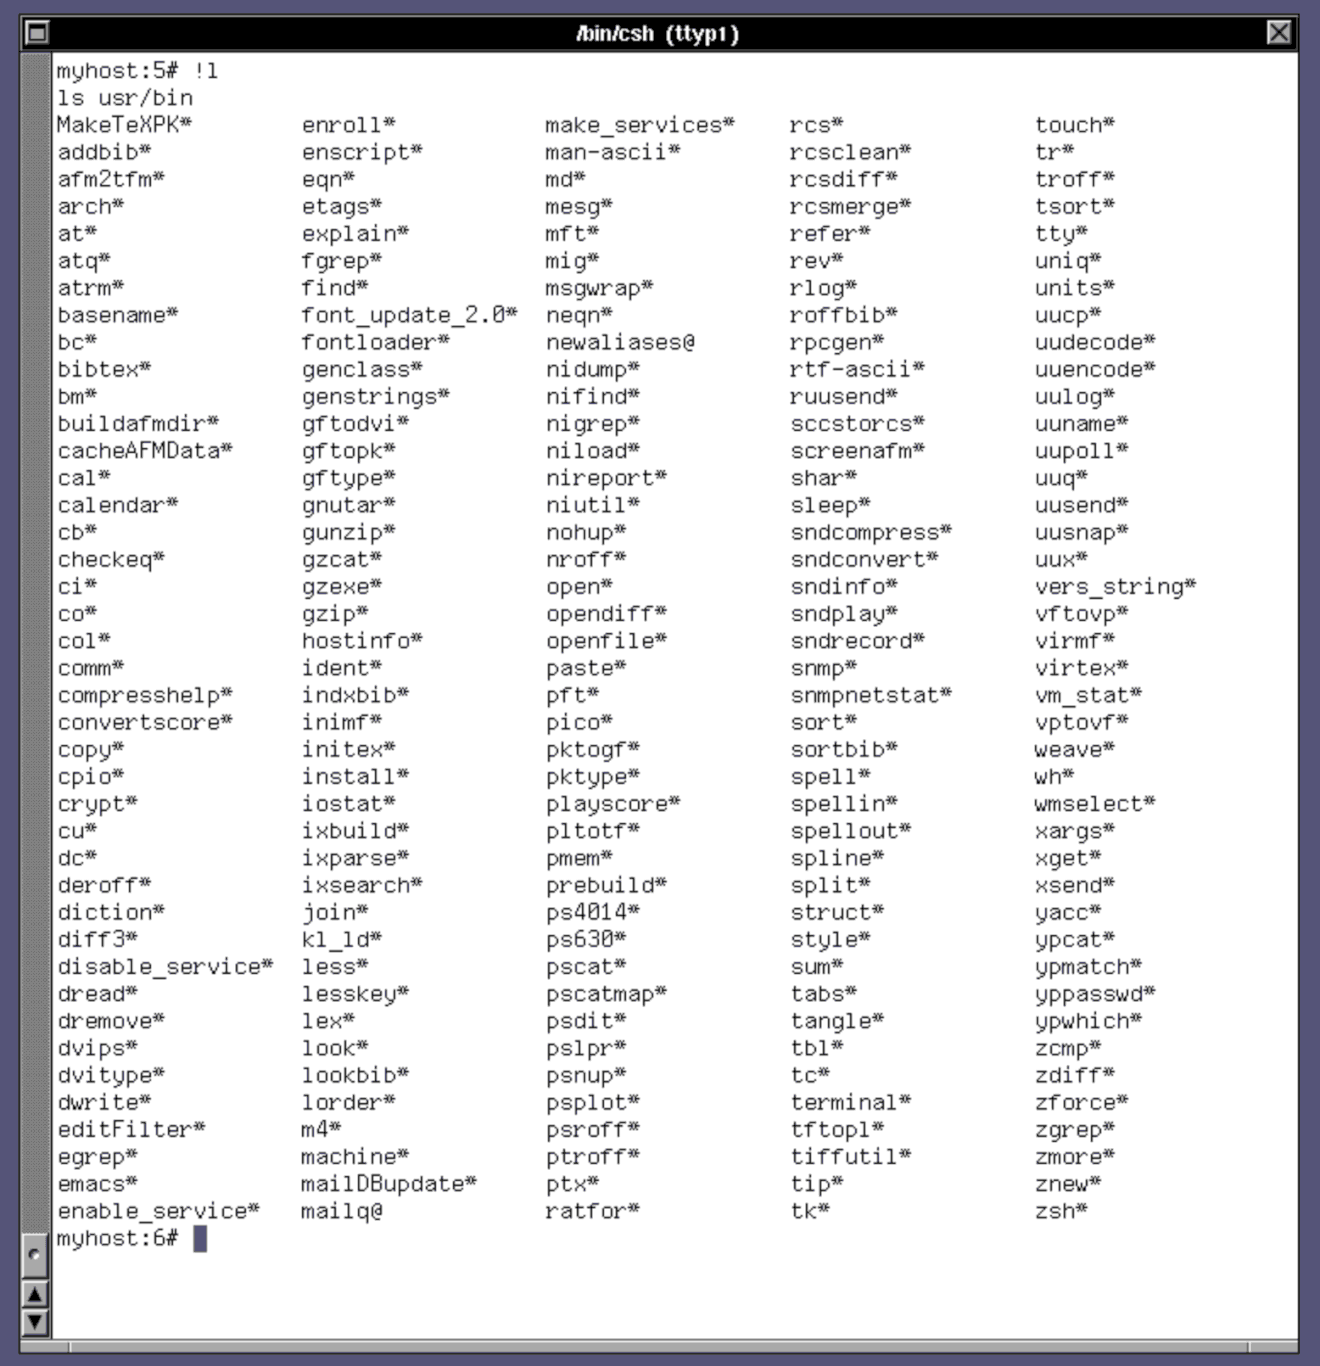 /bin/csh (ttyp1)
myhost:5# !l
ls usr/bin
MakeTeXPK* enroll* make_services* rcs* touch*
addbib* enscript* man-ascii* rcsclean* tr*
afm2tfm* eqn* md* rcsdiff* troff*
arch* etags* mesg* rcsmerge* tsort*
at* explain* mft* refer* tty*
atq* fgrep* mig* rev* uniq*
atrm* find* msgwrap* rlog* units*
basename* font_update_2.0* neqn* roffbib* uucp*
bc* fontloader* newaliases@ rpcgen* uudecode*
bibtex* genclass* nidump* rtf-ascii* uuencode*
bm* genstrings* nifind* ruusend* uulog*
buildafmdir* gftodvi* nigrep* sccstorcs* uuname*
cacheAFMData* gftopk* niload* screenafm* uupoll*
cal* gftype* nireport* shar* uuq*
calendar* gnutar* niutil* sleep* uusend*
cb* gunzip* nohup* sndcompress* uusnap*
checkeq* gzcat* nroff* sndconvert* uux*
ci* gzexe* open* sndinfo* vers_string*
co* gzip* opendiff* sndplay* vftovp*
col* hostinfo* openfile* sndrecord* virmf*
comm* ident* paste* snmp* virtex*
compresshelp* indxbib* pft* snmpnetstat* vm_stat*
convertscore* inimf* pico* sort* vptovf*
copy* initex* pktogf* sortbib* weave*
cpio* install* pktype* spell* wh*
crypt* iostat* playscore* spellin* wmselect*
cu* ixbuild* pltotf* spellout* xargs*
dc* ixparse* pmem* spline* xget*
deroff* ixsearch* prebuild* split* xsend*
diction* join* ps4014* struct* yacc*
diff3* kl_ld* ps630* style* ypcat*
disable_service* less* pscat* sum* ypmatch*
dread* lesskey* pscatmap* tabs* yppasswd*
dremove* lex* psdit* tangle* ypwhich*
dvips* look* pslpr* tbl* zcmp*
dvitype* lookbib* psnup* tc* zdiff*
dwrite* lorder* psplot* terminal* zforce*
editFilter* m4* psroff* tftopl* zgrep*
egrep* machine* ptroff* tiffutil* zmore*
emacs* mailDBupdate* ptx* tip* znew*
enable_service* mailq@ ratfor* tk* zsh*
myhost:6#